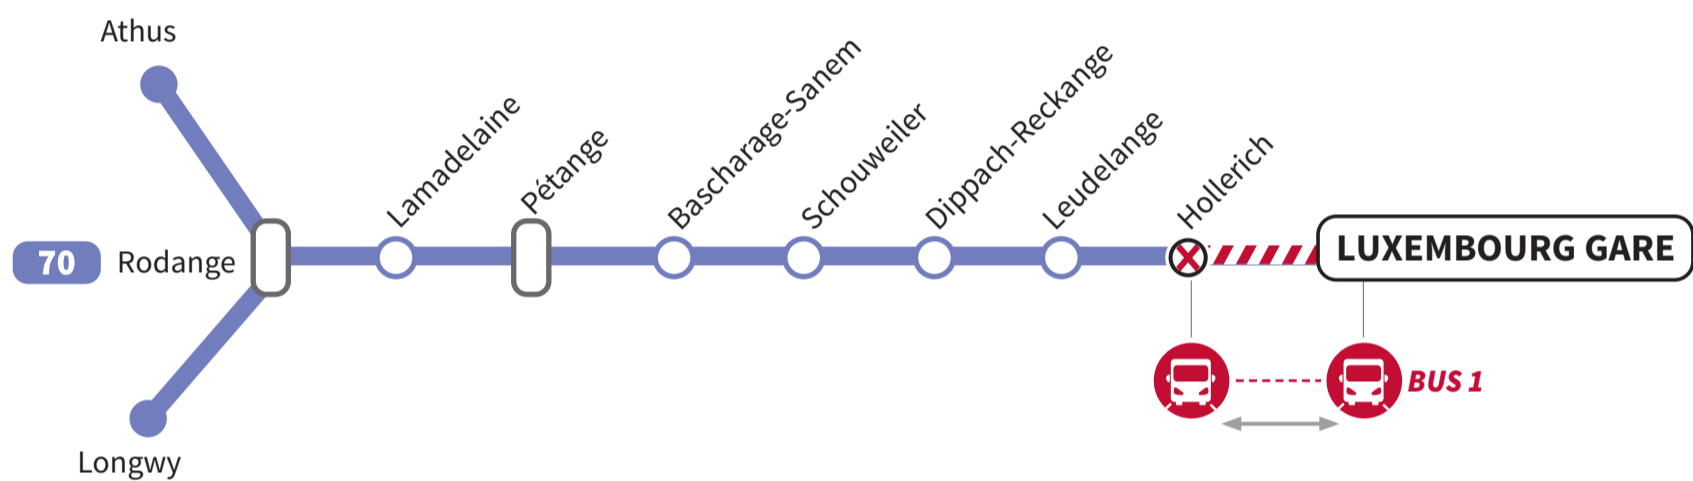 Athus
70
Rodange
Longwy
Lamadelaine
Pétange
Bascharage-Sanem
Schouweiler
Dippach-Reckange
Leudelange
Hollerich
LUXEMBOURG GARE
BUS 1